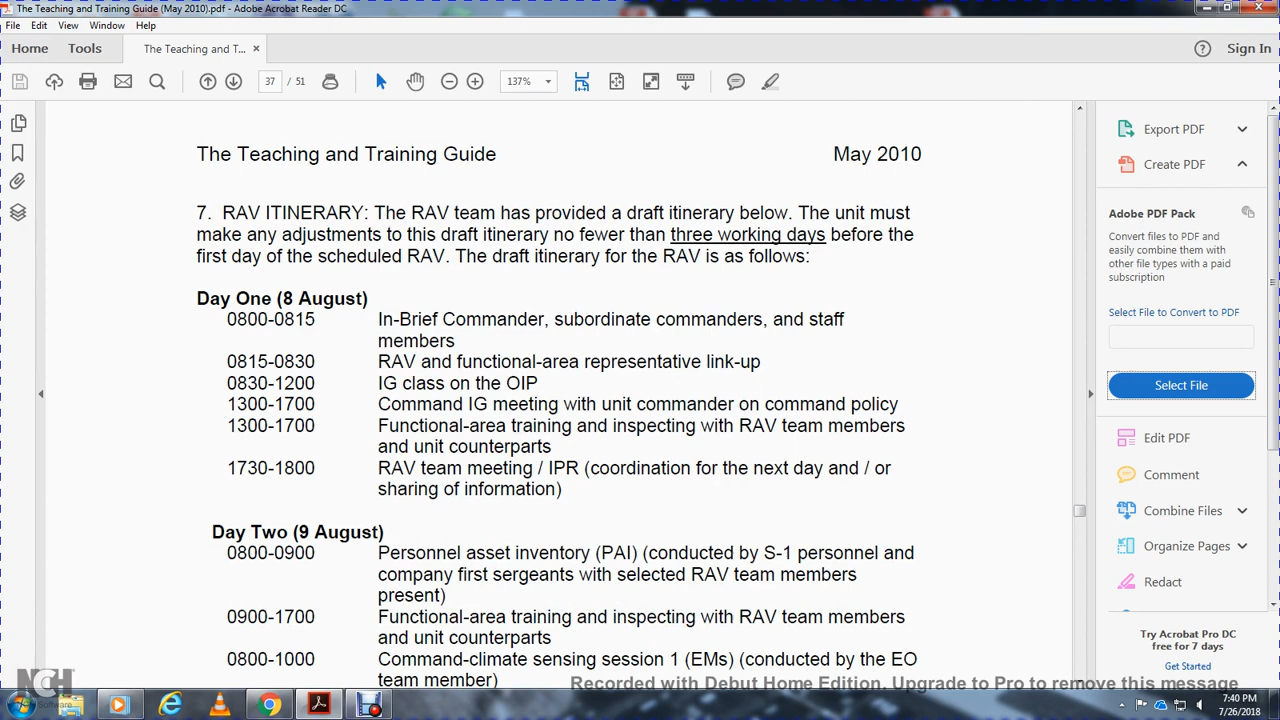 The Teaching and Training Guide (May 2010).pdf - Adobe Acrobat Reader DC
File Edit View Window Help
Home Tools The Teaching and T... × Sign In
37 / 51 137%
The Teaching and Training Guide May 2010
7. RAV ITINERARY: The RAV team has provided a draft itinerary below. The unit must
make any adjustments to this draft itinerary no fewer than three working days before the
first day of the scheduled RAV. The draft itinerary for the RAV is as follows:
Day One (8 August)
0800-0815 In-Brief Commander, subordinate commanders, and staff
members
0815-0830 RAV and functional-area representative link-up
0830-1200 IG class on the OIP
1300-1700 Command IG meeting with unit commander on command policy
1300-1700 Functional-area training and inspecting with RAV team members
and unit counterparts
1730-1800 RAV team meeting / IPR (coordination for the next day and / or
sharing of information)
Day Two (9 August)
0800-0900 Personnel asset inventory (PAI) (conducted by S-1 personnel and
company first sergeants with selected RAV team members
present)
0900-1700 Functional-area training and inspecting with RAV team members
and unit counterparts
0800-1000 Command-climate sensing session 1 (EMs) (conducted by the EO
team member)
Export PDF
Create PDF
Adobe PDF Pack
Convert files to PDF and
easily combine them with
other file types with a paid
subscription
Select File to Convert to PDF
Select File
Edit PDF
Comment
Combine Files
Organize Pages
Redact
Try Acrobat Pro DC
free for 7 days
Get Started
NCH
Software
Recorded with Debut Home Edition. Upgrade to Pro to remove this message
7:40 PM
7/26/2018